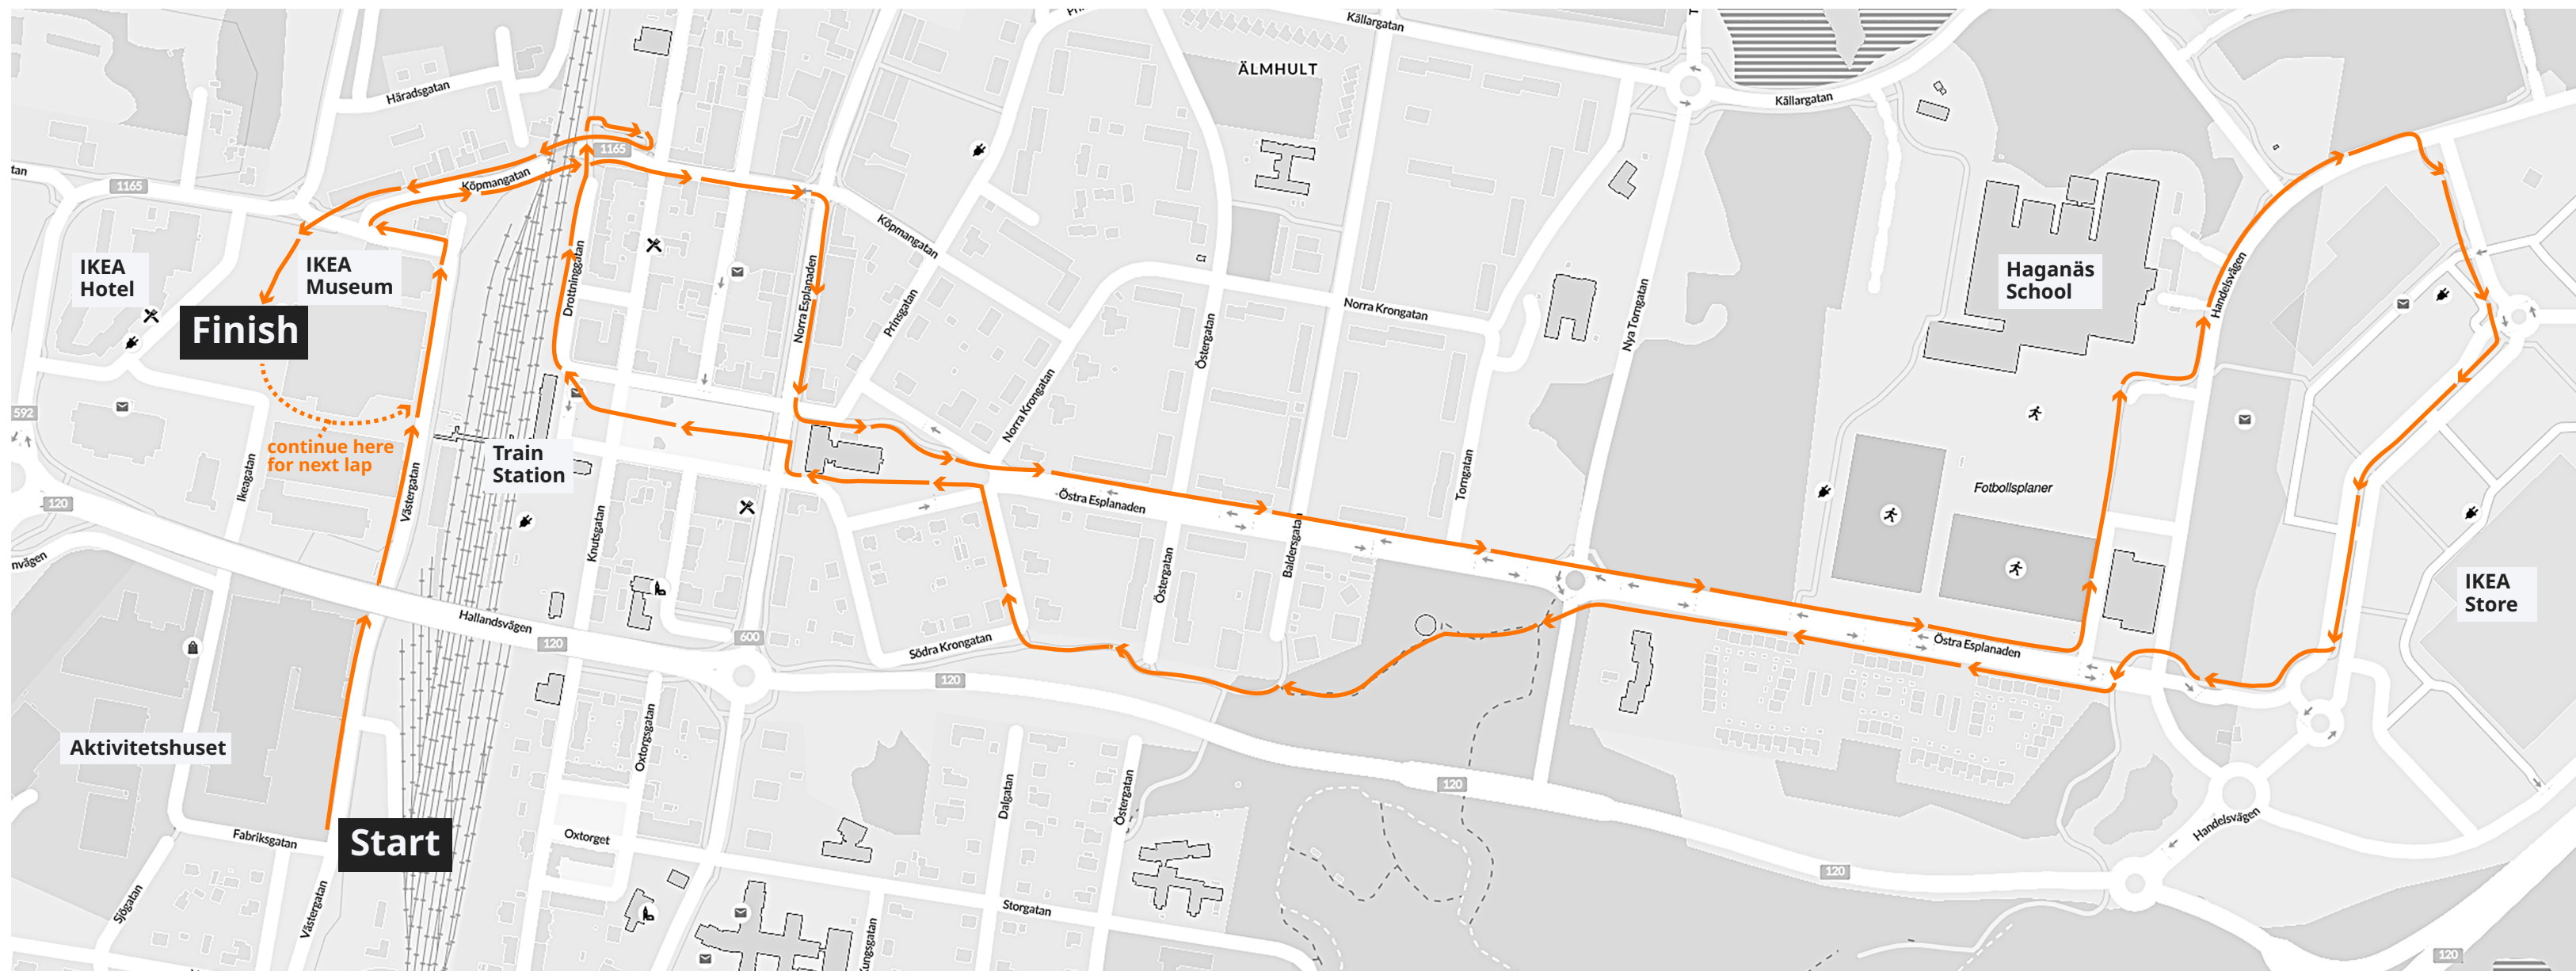 Källargatan
ÄLMHULT
Häradsgatan
Källargatan
1165
tan
1165
Köpmangatan
IKEA
Hotel
IKEA
Museum
Finish
continue here
for next lap
Drottninggatan
Norra Esplanaden
Köpmangatan
Prinsgatan
Norra Krongatan
Norra Krongatan
Östergatan
Nya Torngatan
Torngatan
Haganäs
School
Handelsvägen
Fotbollsplaner
592
120
Ikeagatan
Västergatan
Train
Station
Knutsgatan
Östra Esplanaden
Östergatan
Baldersgatan
IKEA
Store
nvägen
Hallandsvägen
120
600
Södra Krongatan
120
Östra Esplanaden
Aktivitetshuset
Oxtorgsgatan
Start
Fabriksgatan
Oxtorget
Dalgatan
Östergatan
120
Handelsvägen
120
Sjögatan
Västergatan
Storgatan
Kungsgatan
120